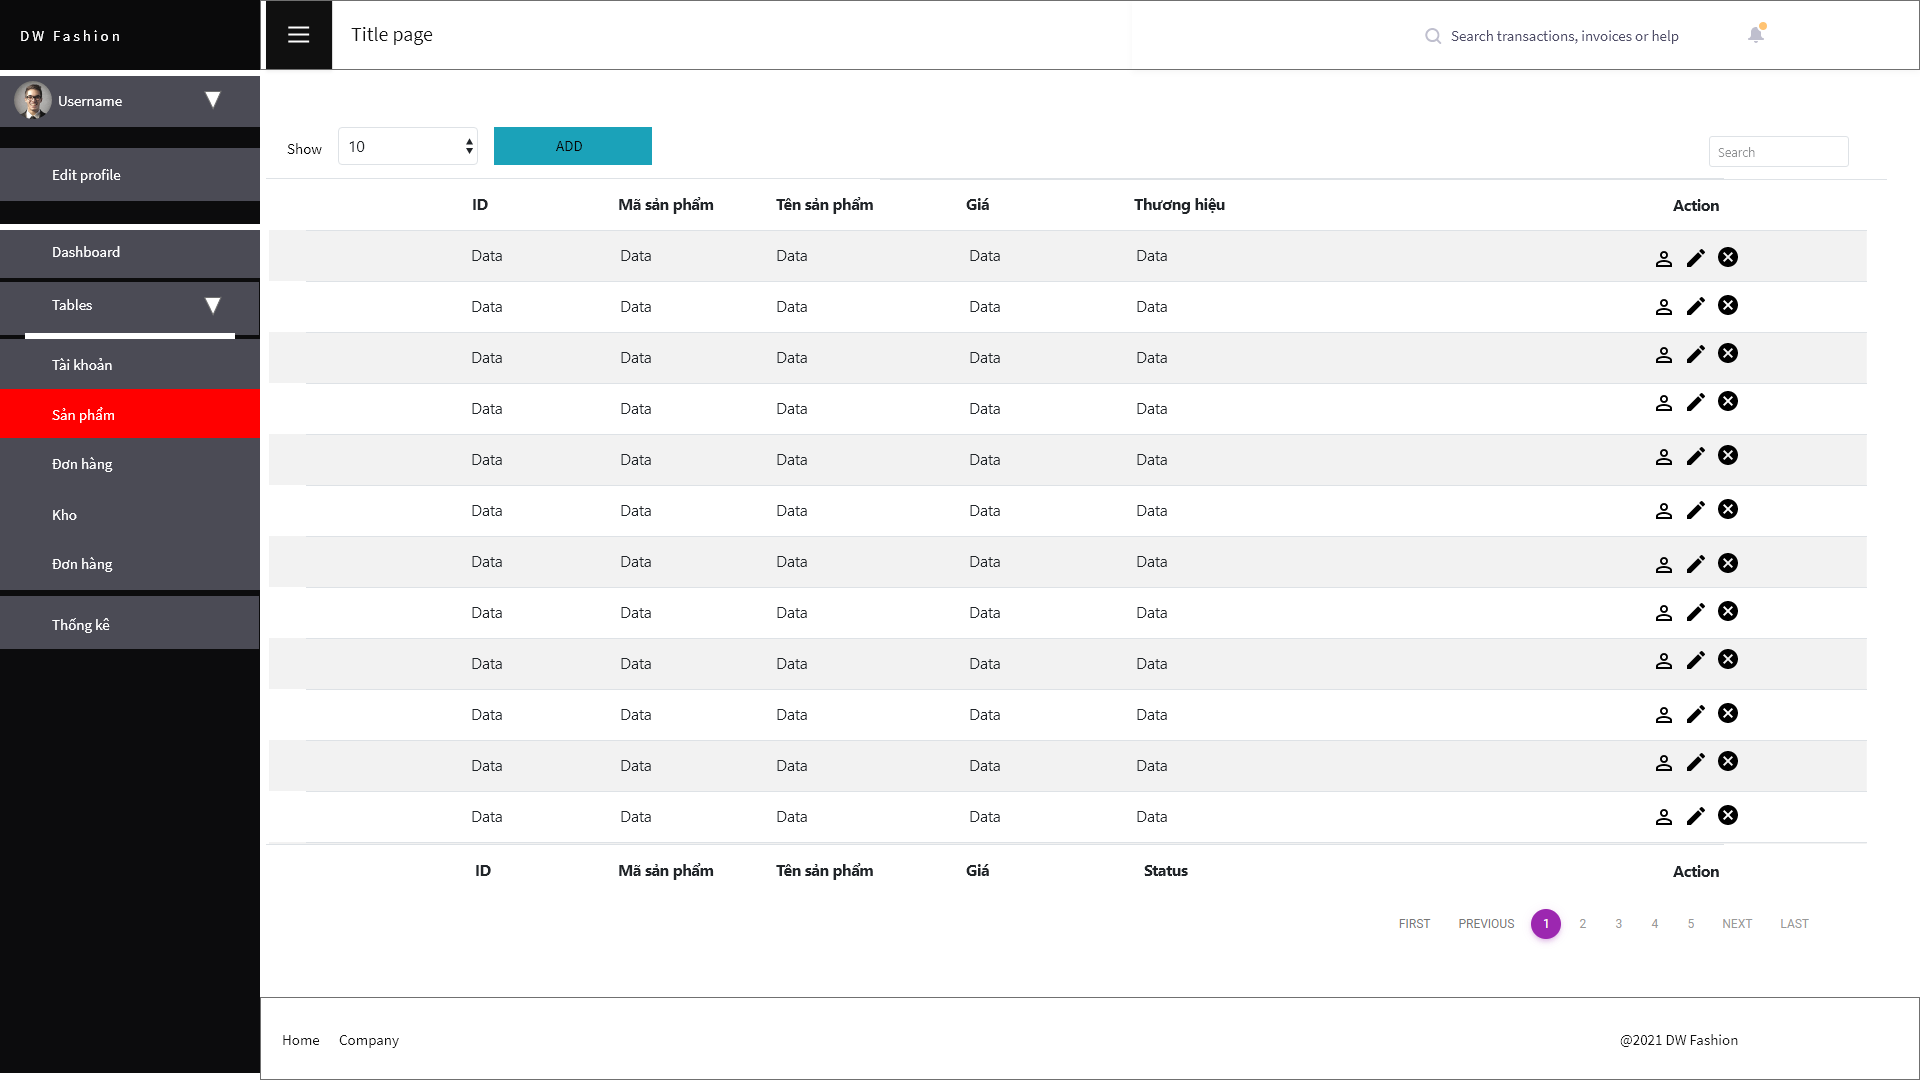 DW Fashion
Title page
Search transactions, invoices or help
Username
Edit profile
Dashboard
Tables
Tài khoản
Sản phẩm
Đơn hàng
Kho
Đơn hàng
Thống kê
Show 10 ADD Search
ID Mã sản phẩm Tên sản phẩm Giá Thương hiệu Action
Data Data Data Data Data
Data Data Data Data Data
Data Data Data Data Data
Data Data Data Data Data
Data Data Data Data Data
Data Data Data Data Data
Data Data Data Data Data
Data Data Data Data Data
Data Data Data Data Data
Data Data Data Data Data
Data Data Data Data Data
Data Data Data Data Data
ID Mã sản phẩm Tên sản phẩm Giá Status Action
FIRST PREVIOUS 1 2 3 4 5 NEXT LAST
Home Company @2021 DW Fashion